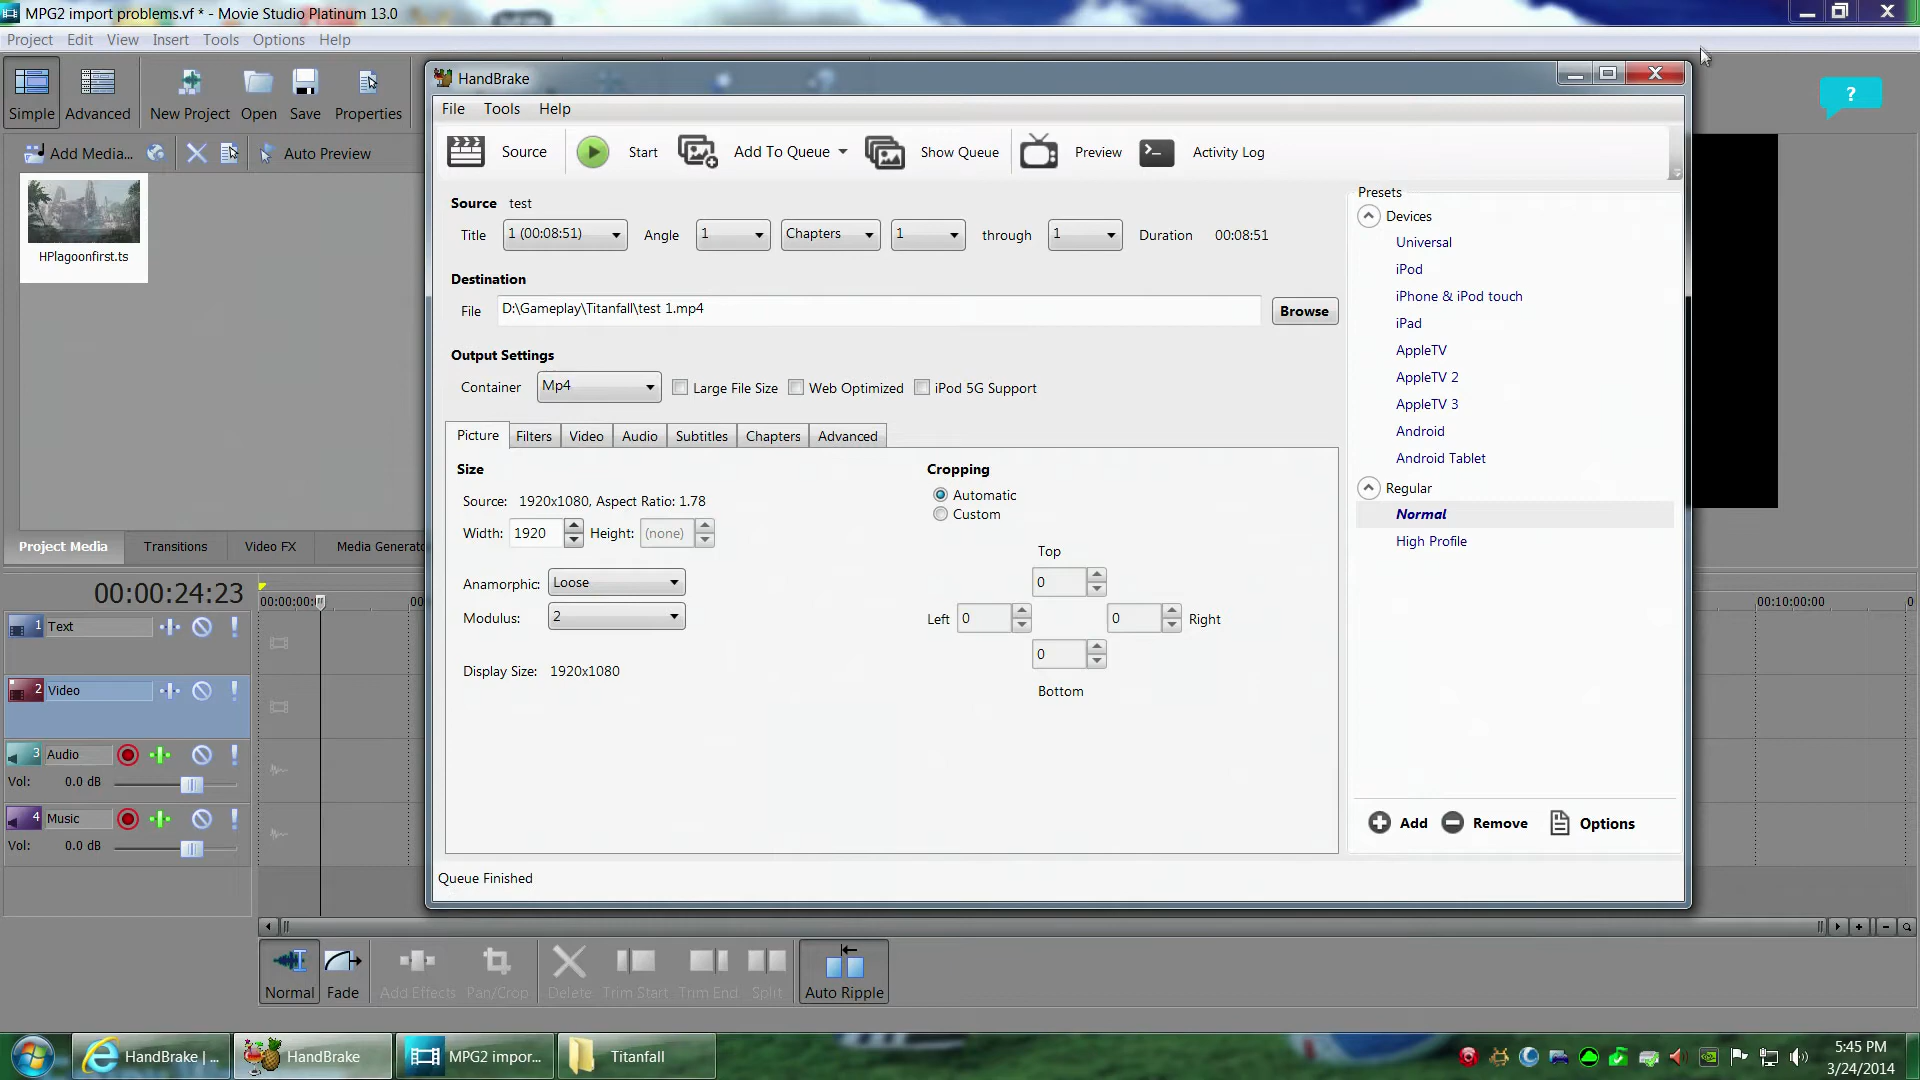 MPG2 import problems.vf * - Movie Studio Platinum 13.0
Project Edit View Insert Tools Options Help
Simple Advanced New Project Open Save Properties
Add Media... Auto Preview
HPlagoonfirst.ts
Project Media Transitions Video FX Media Generato
?
HandBrake
File Tools Help
Source Start Add To Queue Show Queue Preview Activity Log
Source test
Title 1 (00:08:51) Angle 1 Chapters 1 through 1 Duration 00:08:51
Destination
File D:\Gameplay\Titanfall\test 1.mp4 Browse
Output Settings
Container Mp4 Large File Size Web Optimized iPod 5G Support
Picture Filters Video Audio Subtitles Chapters Advanced
Size
Source: 1920x1080, Aspect Ratio: 1.78
Width: 1920 Height: (none)
Anamorphic: Loose
Modulus: 2
Display Size: 1920x1080
Cropping
Automatic
Custom
Top
0
Left 0 0 Right
0
Bottom
Presets
Devices
Universal
iPod
iPhone & iPod touch
iPad
AppleTV
AppleTV 2
AppleTV 3
Android
Android Tablet
Regular
Normal
High Profile
Add Remove Options
Queue Finished
00:00:24:23
00:00:00:0 00 00:10:00:00 0
1 Text
2 Video
3 Audio
Vol: 0.0 dB
4 Music
Vol: 0.0 dB
Normal Fade Add Effects Pan/Crop Delete Trim Start Trim End Split Auto Ripple
HandBrake | ... HandBrake MPG2 impor... Titanfall
5:45 PM
3/24/2014